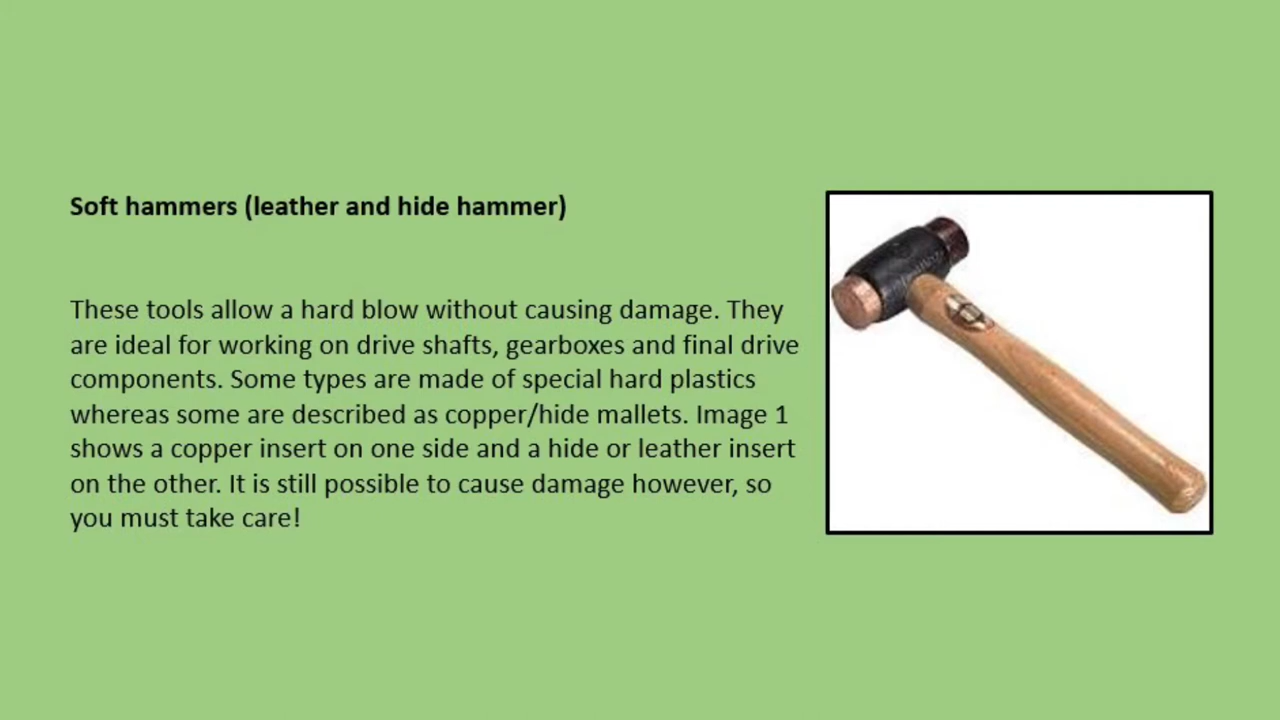 Soft hammers (leather and hide hammer)
These tools allow a hard blow without causing damage. They
are ideal for working on drive shafts, gearboxes and final drive
components. Some types are made of special hard plastics
whereas some are described as copper/hide mallets. Image 1
shows a copper insert on one side and a hide or leather insert
on the other. It is still possible to cause damage however, so
you must take care!